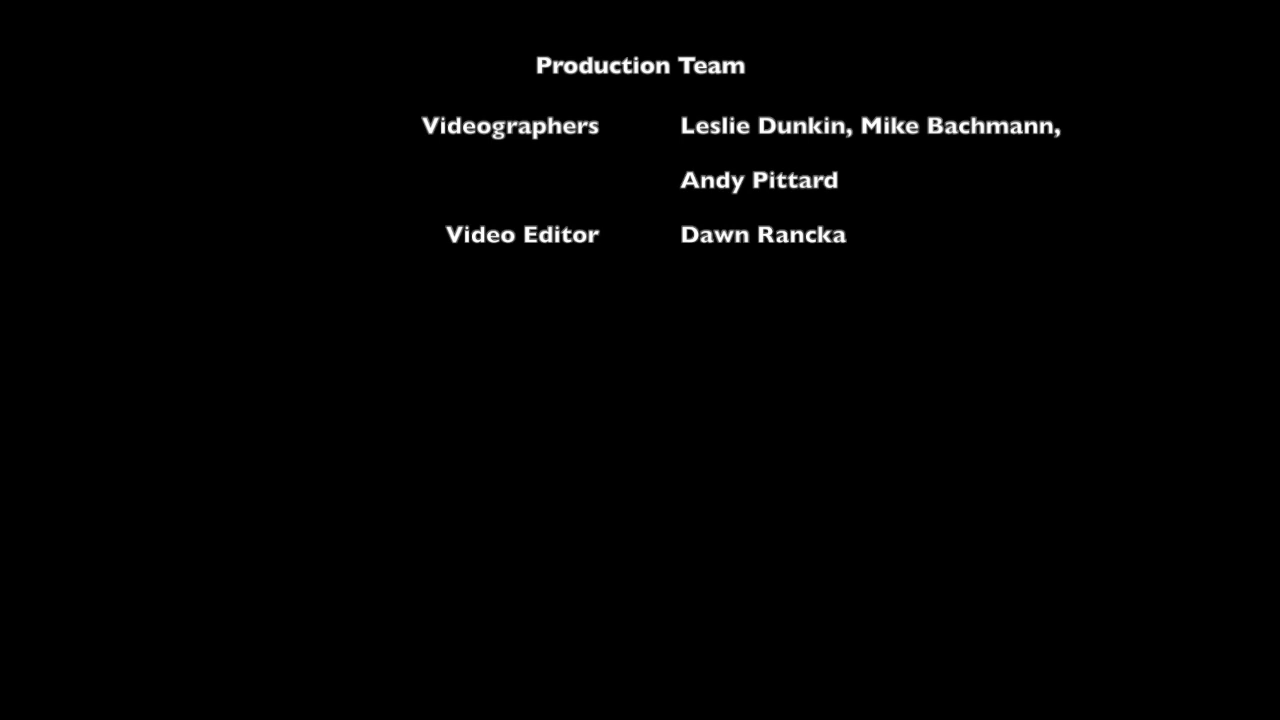 Production Team
Videographers Leslie Dunkin, Mike Bachmann,
Andy Pittard
Video Editor Dawn Rancka